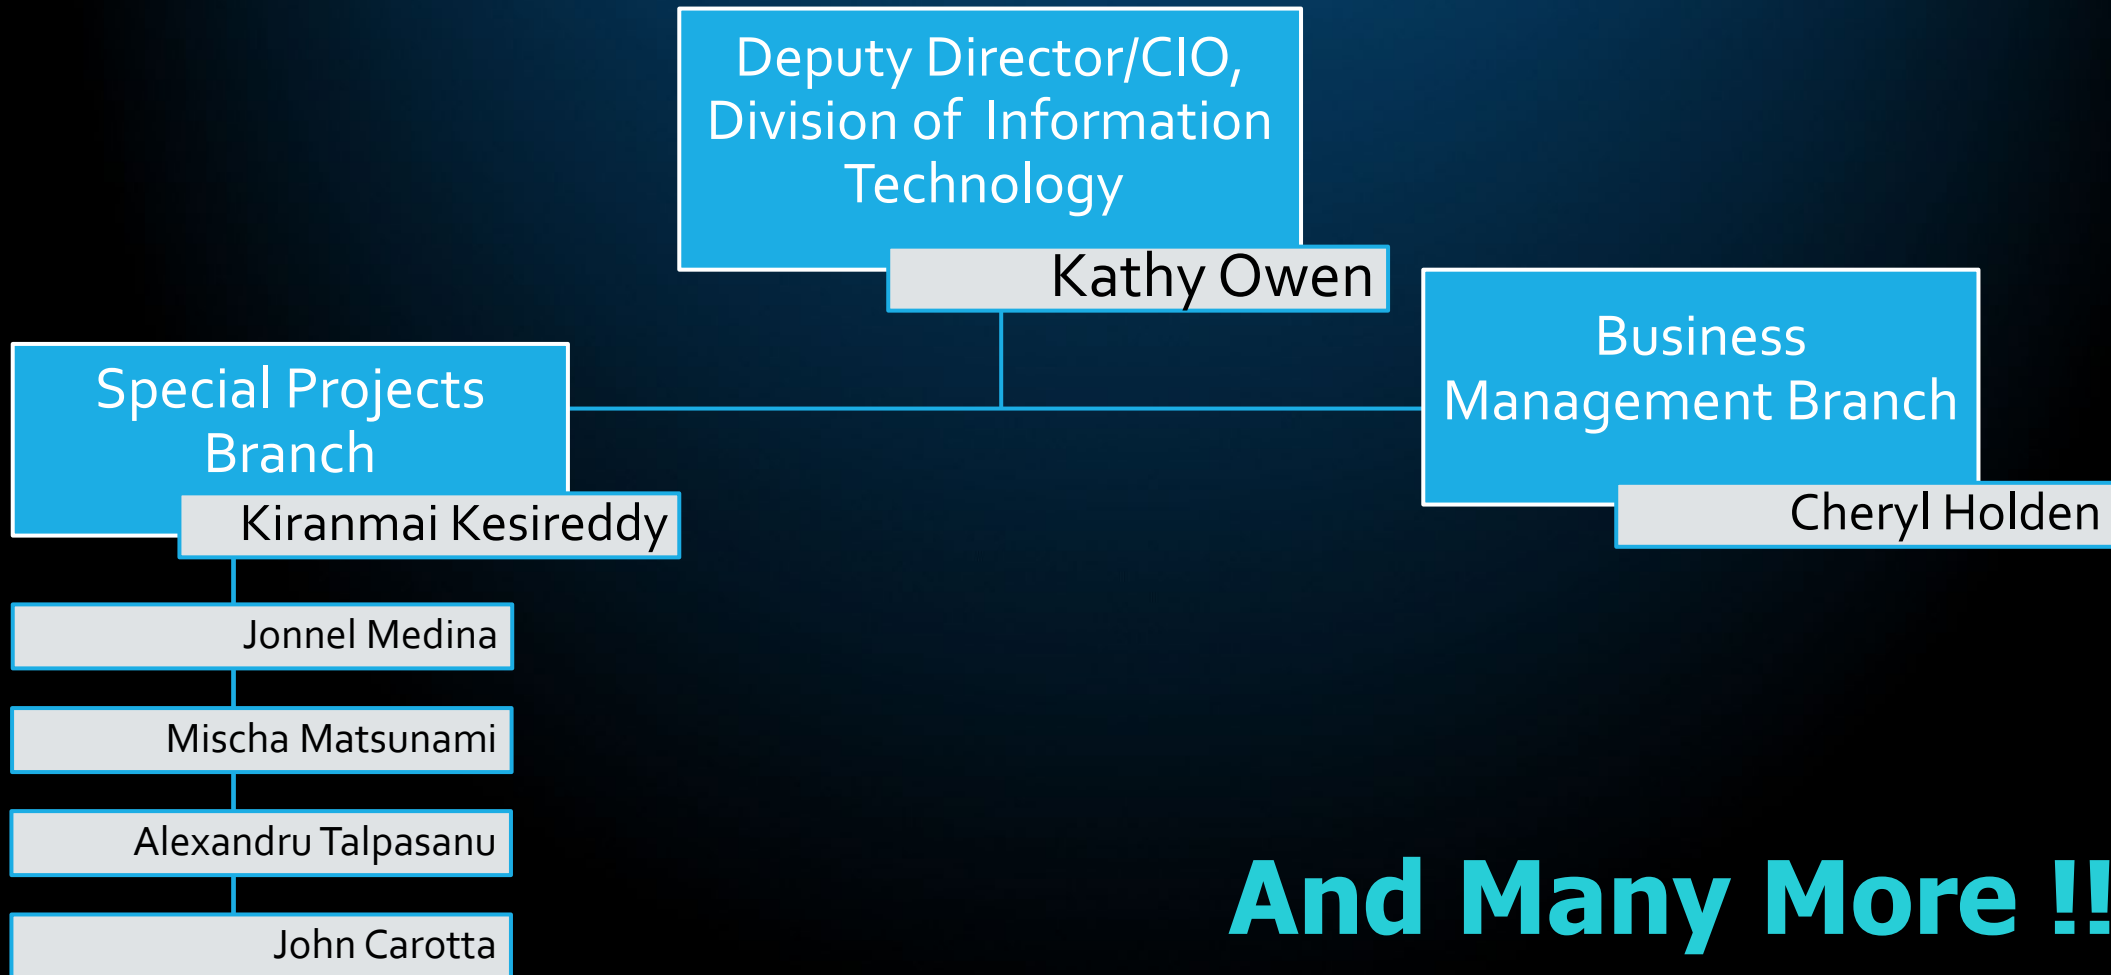 Deputy Director/CIO,
Division of Information
Technology
Kathy Owen
Special Projects
Branch
Kiranmai Kesireddy
Business
Management Branch
Cheryl Holden
Jonnel Medina
Mischa Matsunami
Alexandru Talpasanu
John Carotta
And Many More !!